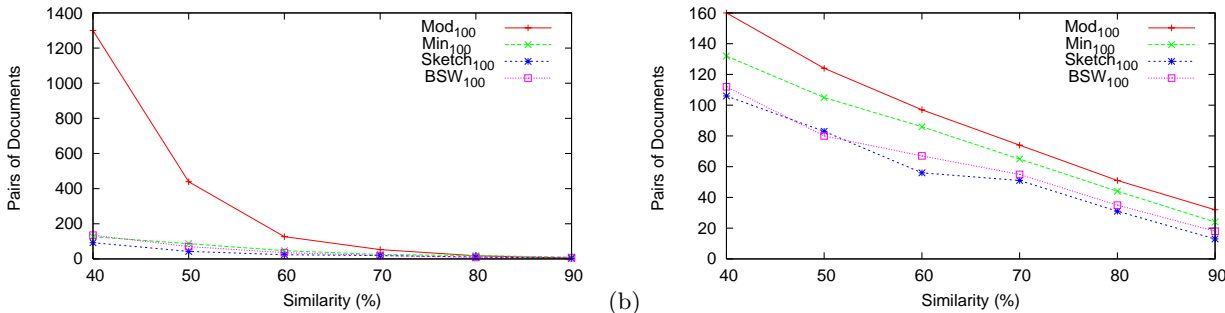 1400
1200
1000
800
600
400
200
0
Pairs of Documents
40 50 60 70 80 90
Similarity (%)
Mod100
Min100
Sketch100
BSW100
(b)
160
140
120
100
80
60
40
20
0
Pairs of Documents
40 50 60 70 80 90
Similarity (%)
Mod100
Min100
Sketch100
BSW100